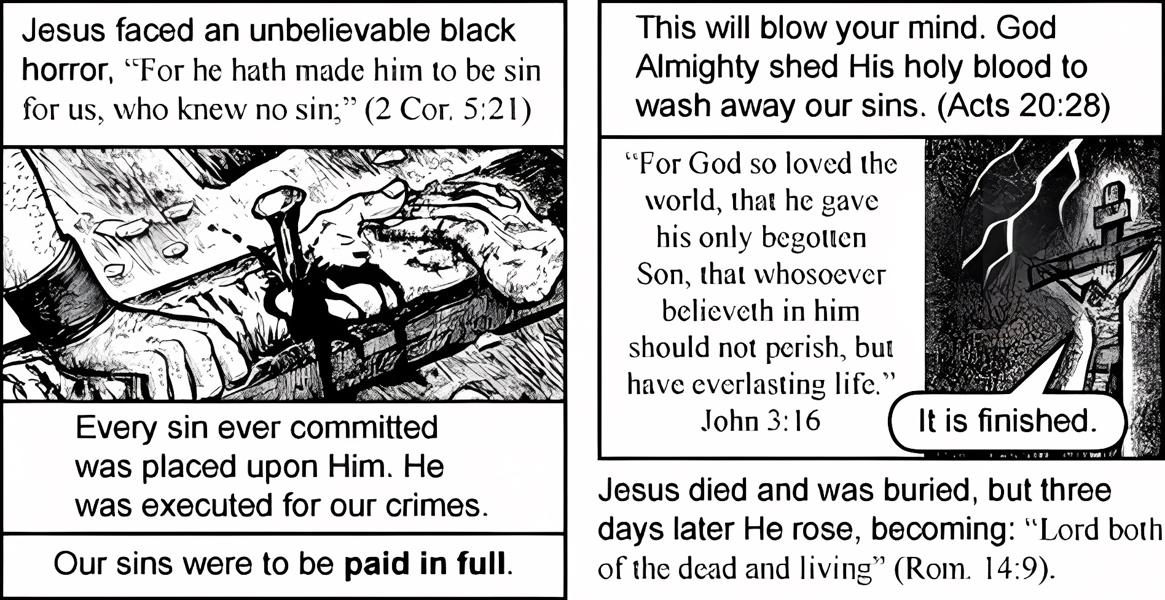 Jesus faced an unbelievable black
horror, “For he hath made him to be sin
for us, who knew no sin;” (2 Cor. 5:21)
Every sin ever committed
was placed upon Him. He
was executed for our crimes.
Our sins were to be paid in full.
This will blow your mind. God
Almighty shed His holy blood to
wash away our sins. (Acts 20:28)
“For God so loved the
world, that he gave
his only begotten
Son, that whosoever
believeth in him
should not perish, but
have everlasting life.”
John 3:16
It is finished.
Jesus died and was buried, but three
days later He rose, becoming: “Lord both
of the dead and living” (Rom. 14:9).